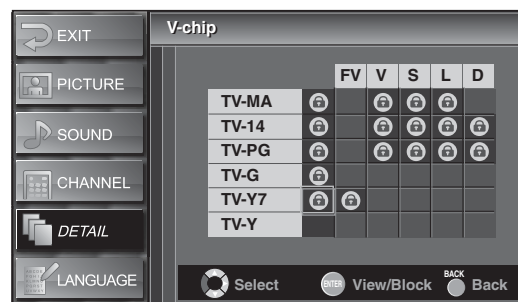 EXIT
PICTURE
SOUND
CHANNEL
DETAIL
LANGUAGE
V-chip
FV V S L D
TV-MA
TV-14
TV-PG
TV-G
TV-Y7
TV-Y
Select
ENTER View/Block
BACK Back